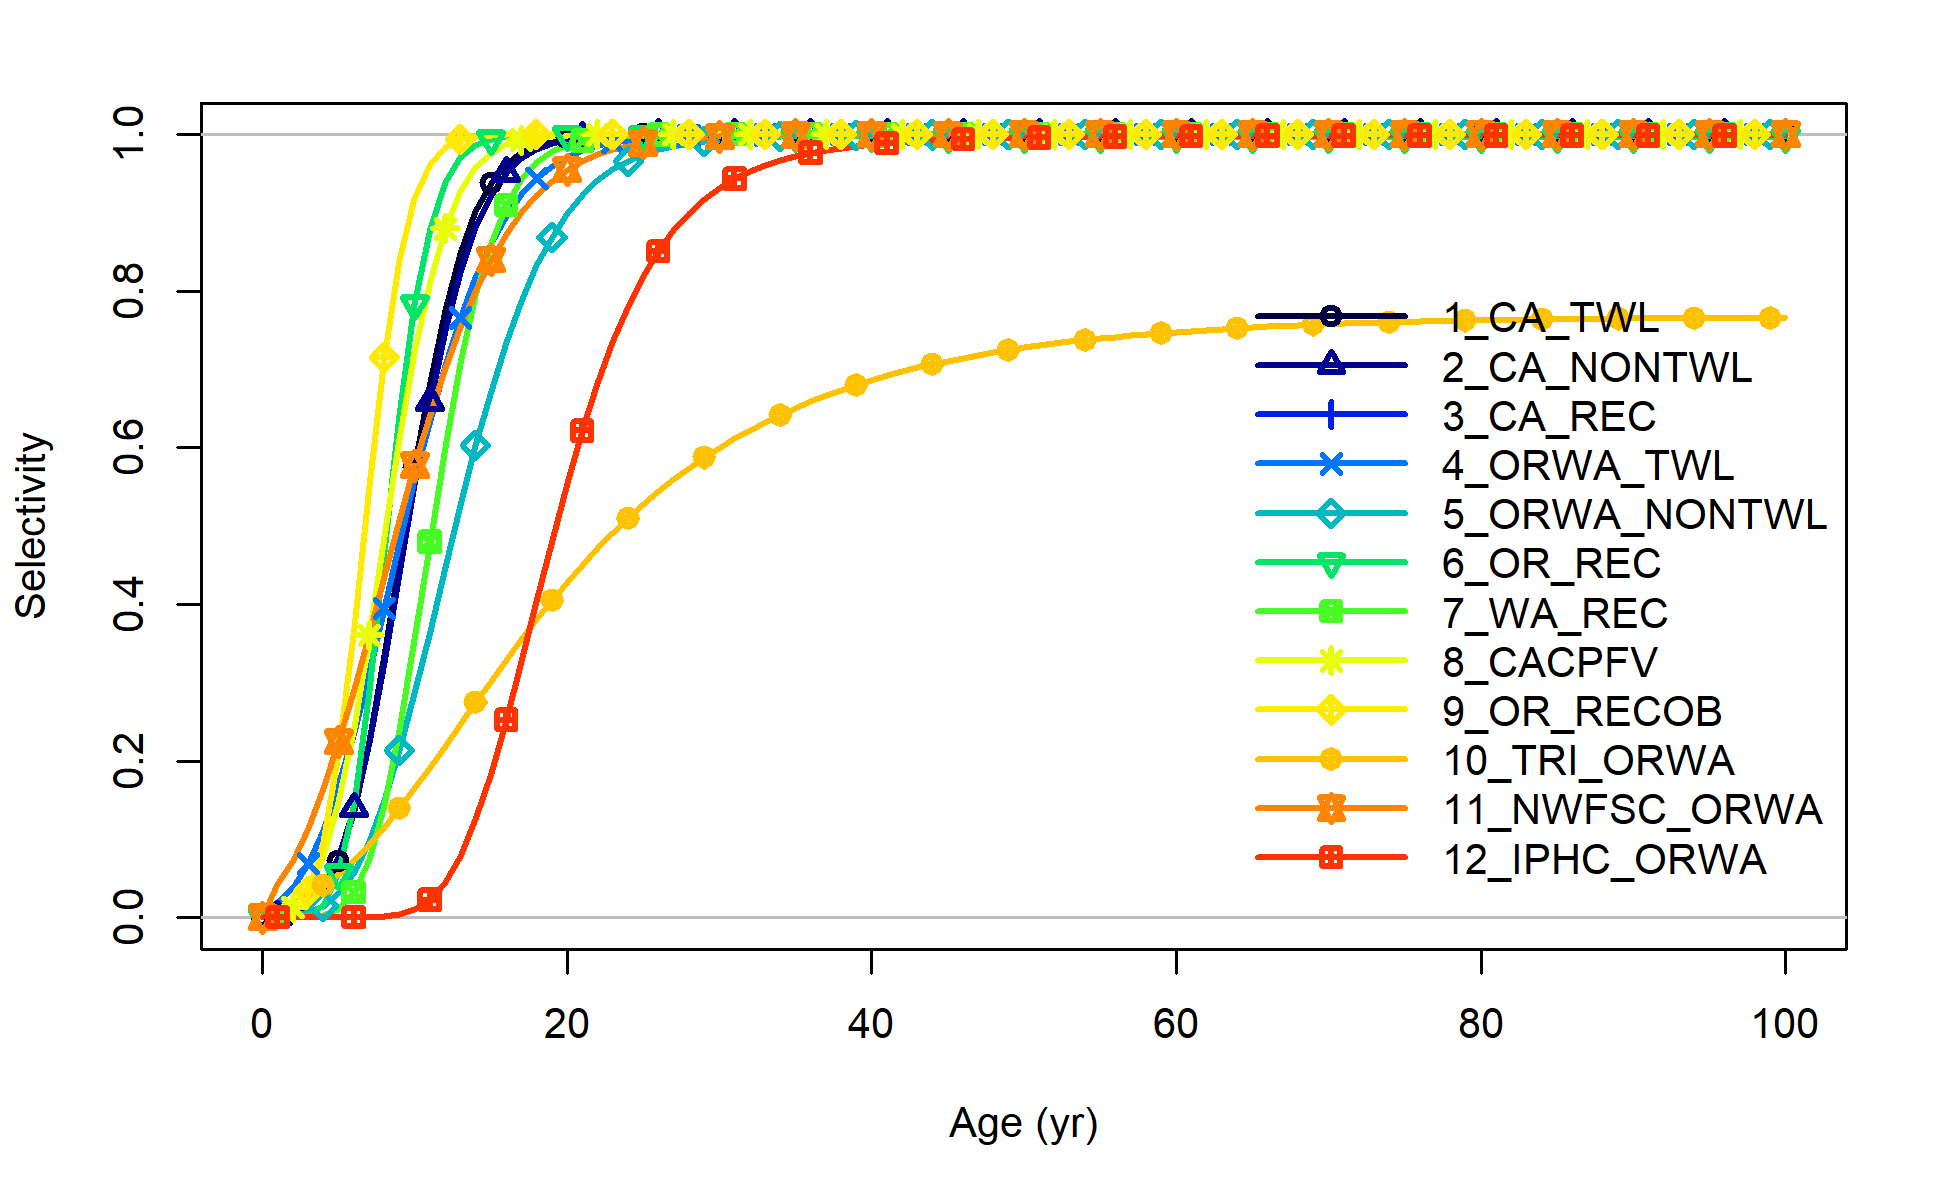 1.0
0.8
0.6
0.4
0.2
0.0
Selectivity
1_CA_TWL
2_CA_NONTWL
3_CA_REC
4_ORWA_TWL
5_ORWA_NONTWL
6_OR_REC
7_WA_REC
8_CACPFV
9_OR_RECOB
10_TRI_ORWA
11_NWFSC_ORWA
12_IPHC_ORWA
0 20 40 60 80 100
Age (yr)